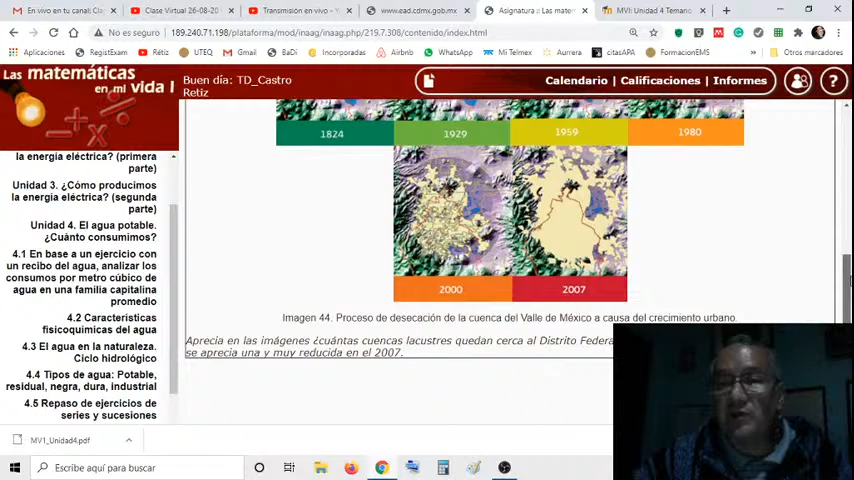 En vivo en tu canal: Cla
Clase Virtual 26-08-20
Transmisión en vivo - Y
www.ead.cdmx.gob.mx
Asignatura :: Las matem
MVI: Unidad 4 Temario
No es seguro
189.240.71.198/plataforma/mod/inaag/inaag.php/219.7.308/contenido/index.html
Aplicaciones
RegistExam
UTEQ
Gmail
BaDi
Incorporadas
Airbnb
WhatsApp
Mi Telmex
citasAPA
FormacionEMS
Otros marcadores
Las matemáticas
en mi vida I
Buen día: TD_Castro
Retiz
Calendario | Calificaciones | Informes
la energía eléctrica? (primera
parte)
Unidad 3. ¿Cómo producimos
la energía eléctrica? (segunda
parte)
Unidad 4. El agua potable.
¿Cuánto consumimos?
4.1 En base a un ejercicio con
un recibo del agua, analizar los
consumos por metro cúbico de
agua en una familia capitalina
promedio
4.2 Características
fisicoquímicas del agua
4.3 El agua en la naturaleza.
Ciclo hidrológico
4.4 Tipos de agua: Potable,
residual, negra, dura, industrial
4.5 Repaso de ejercicios de
series y sucesiones
1824
1929
1959
1980
2000
2007
Imagen 44. Proceso de desecación de la cuenca del Valle de México a causa del crecimiento urbano.
Aprecia en las imágenes ¿cuántas cuencas lacustres quedan cerca al Distrito Federa
se aprecia una y muy reducida en el 2007.
MV1_Unidad4.pdf
Escribe aquí para buscar